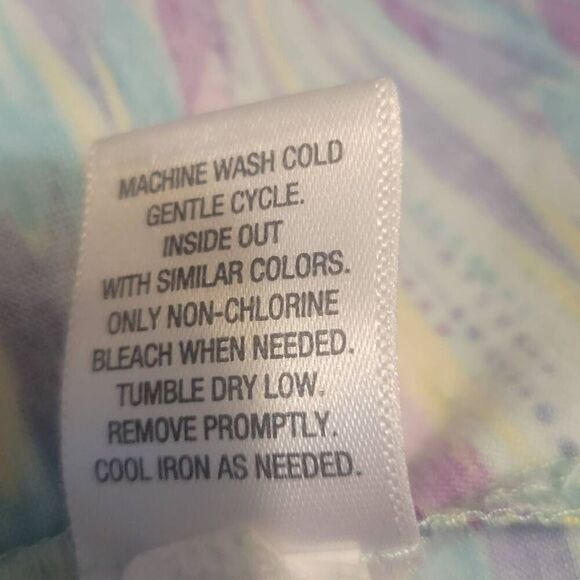 MACHINE WASH COLD
GENTLE CYCLE.
INSIDE OUT
WITH SIMILAR COLORS.
ONLY NON-CHLORINE
BLEACH WHEN NEEDED.
TUMBLE DRY LOW.
REMOVE PROMPTLY.
COOL IRON AS NEEDED.